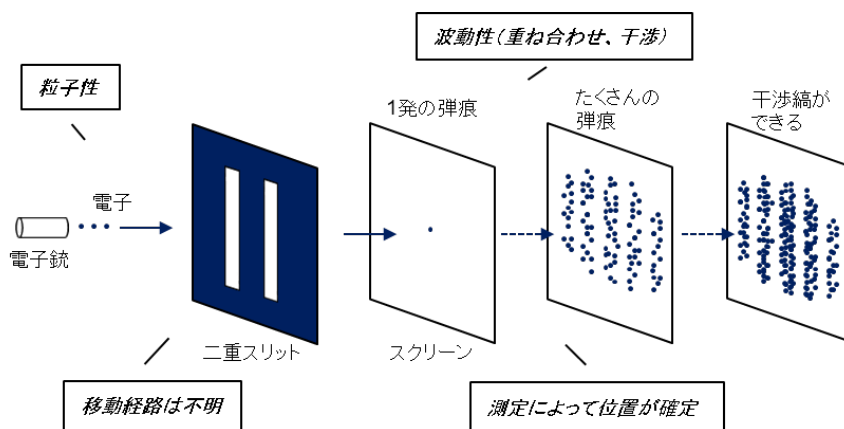 波動性(重ね合わせ、干渉)
粒子性
1発の弾痕
たくさんの
弾痕
干渉縞が
できる
電子
電子銃
二重スリット
スクリーン
移動経路は不明
測定によって位置が確定